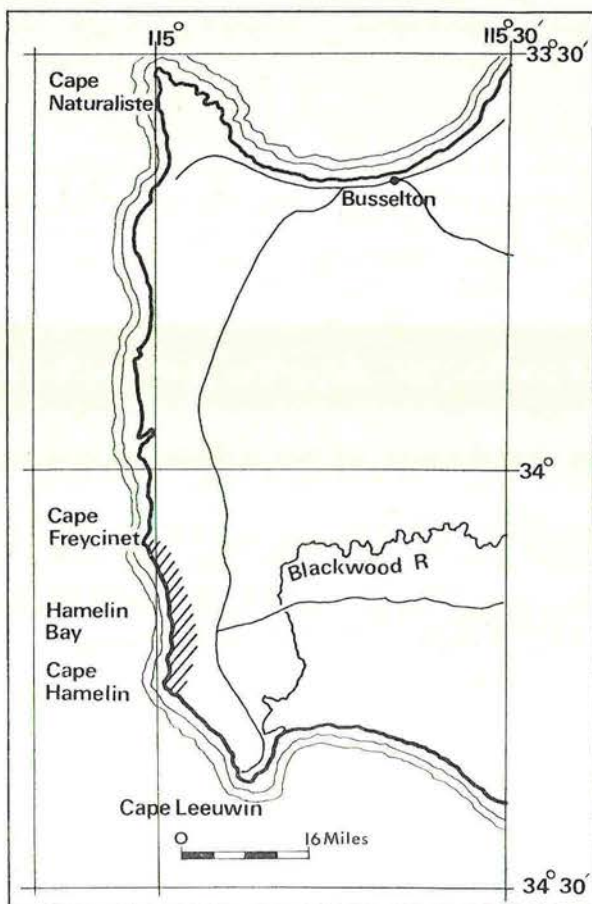 115°
115°30′
33°30′
Cape
Naturaliste
Busselton
34°
Cape
Freycinet
Blackwood R
Hamelin
Bay
Cape
Hamelin
Cape Leeuwin
0 16 Miles
34°30′